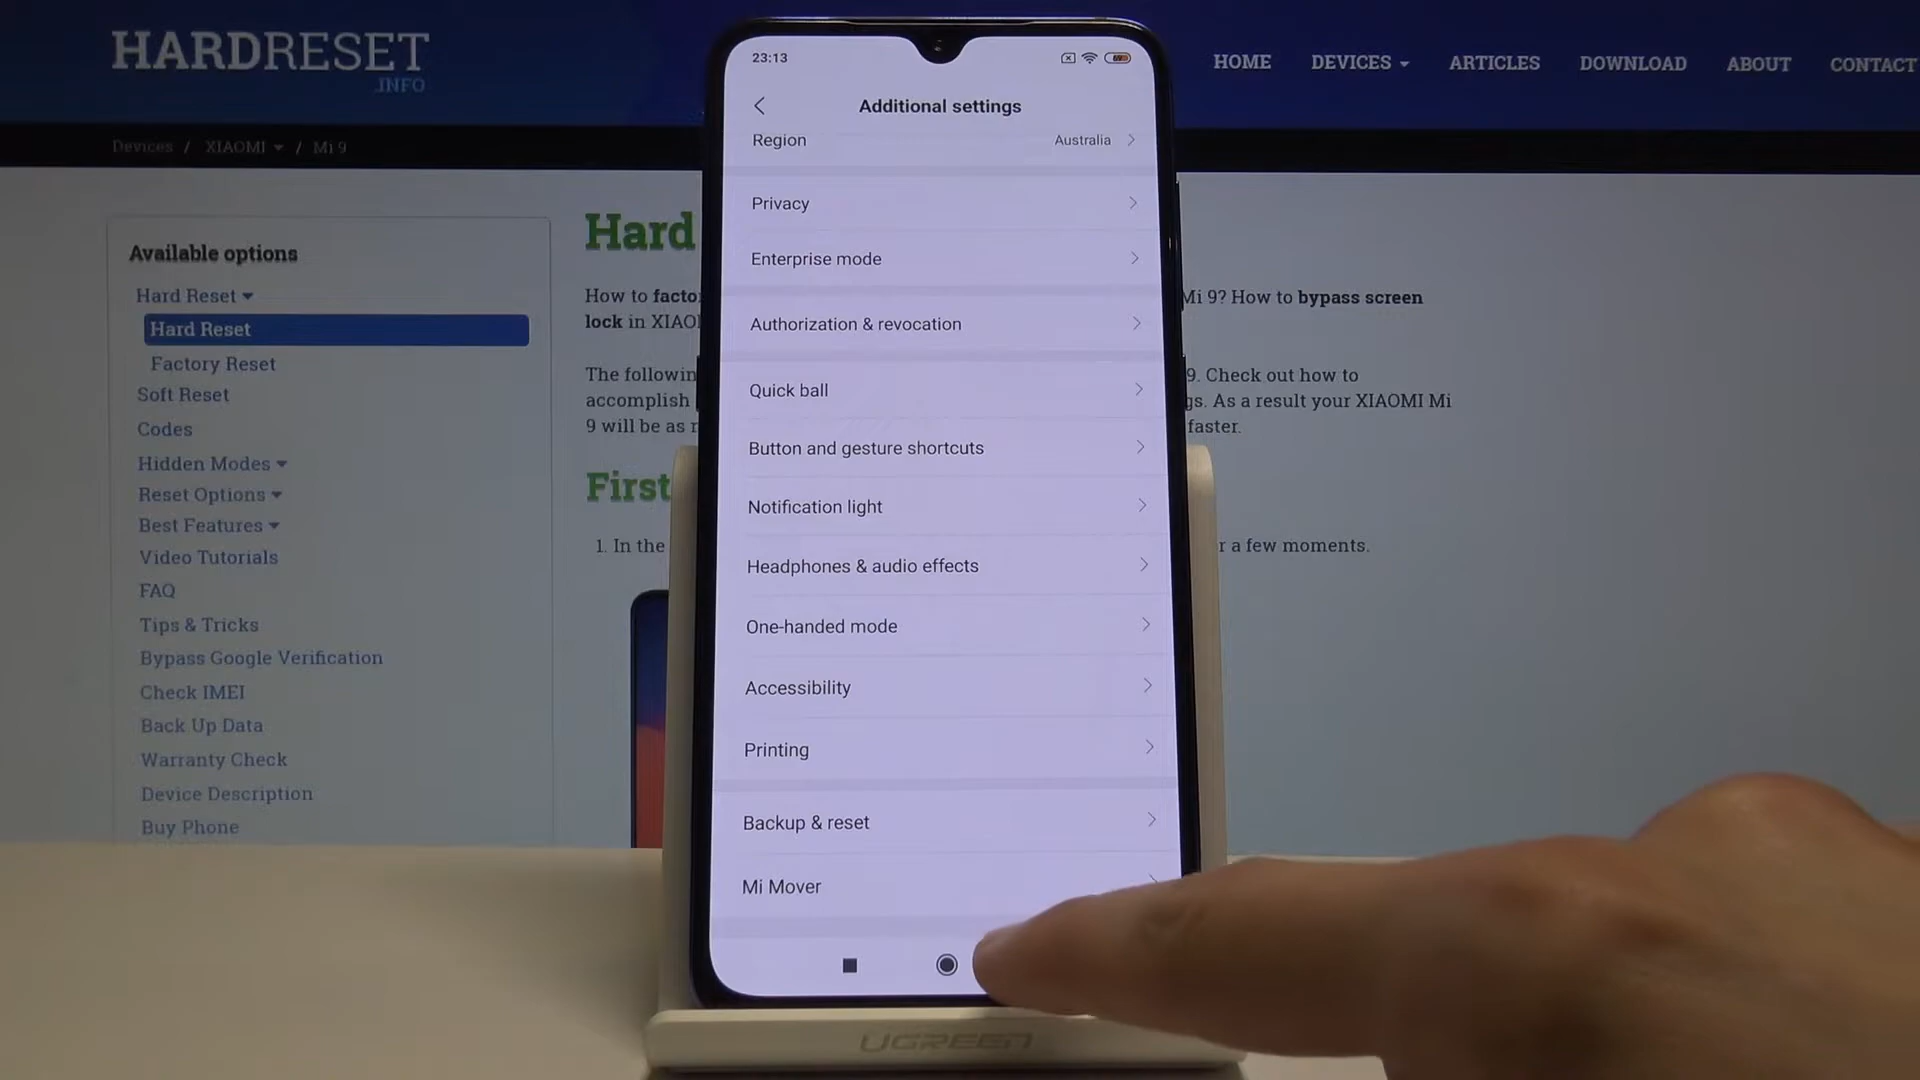 HARDRESET
.INFO
HOME DEVICES ARTICLES DOWNLOAD ABOUT CONTACT
Devices / XIAOMI / Mi 9
Available options
Hard Reset
Hard Reset
Factory Reset
Soft Reset
Codes
Hidden Modes
Reset Options
Best Features
Video Tutorials
FAQ
Tips & Tricks
Bypass Google Verification
Check IMEI
Back Up Data
Warranty Check
Device Description
Buy Phone
Hard
How to Mi 9? How to bypass screen
lock in
The 9. Check out how to
accomplish As a result your XIAOMI Mi
9 will be as faster.
First
1. In the r a few moments.
23:13
Additional settings
Region Australia
Privacy
Enterprise mode
Authorization & revocation
Quick ball
Button and gesture shortcuts
Notification light
Headphones & audio effects
One-handed mode
Accessibility
Printing
Backup & reset
Mi Mover
UGREEN